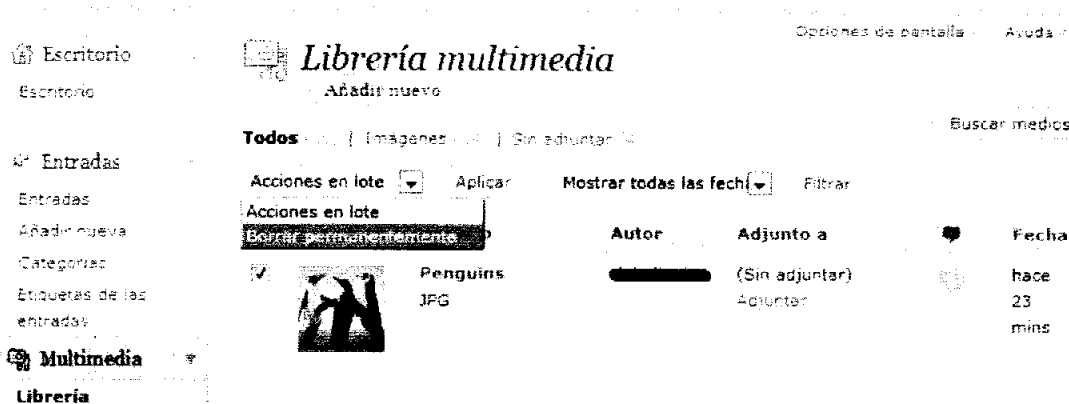 Opciones de pantalla Ayuda
Escritorio
Escritorio
Librería multimedia
Añadir nuevo
Todos | Imágenes | Sin adjuntar
Buscar medios
Entradas
Entradas
Añadir nueva
Categorías
Etiquetas de las
entradas
Multimedia
Librería
Acciones en lote Aplicar Mostrar todas las fech Filtrar
Acciones en lote
Borrar permanentemente
Autor Adjunto a Fecha
Penguins (Sin adjuntar) hace
JPG Adjuntar 23
mins